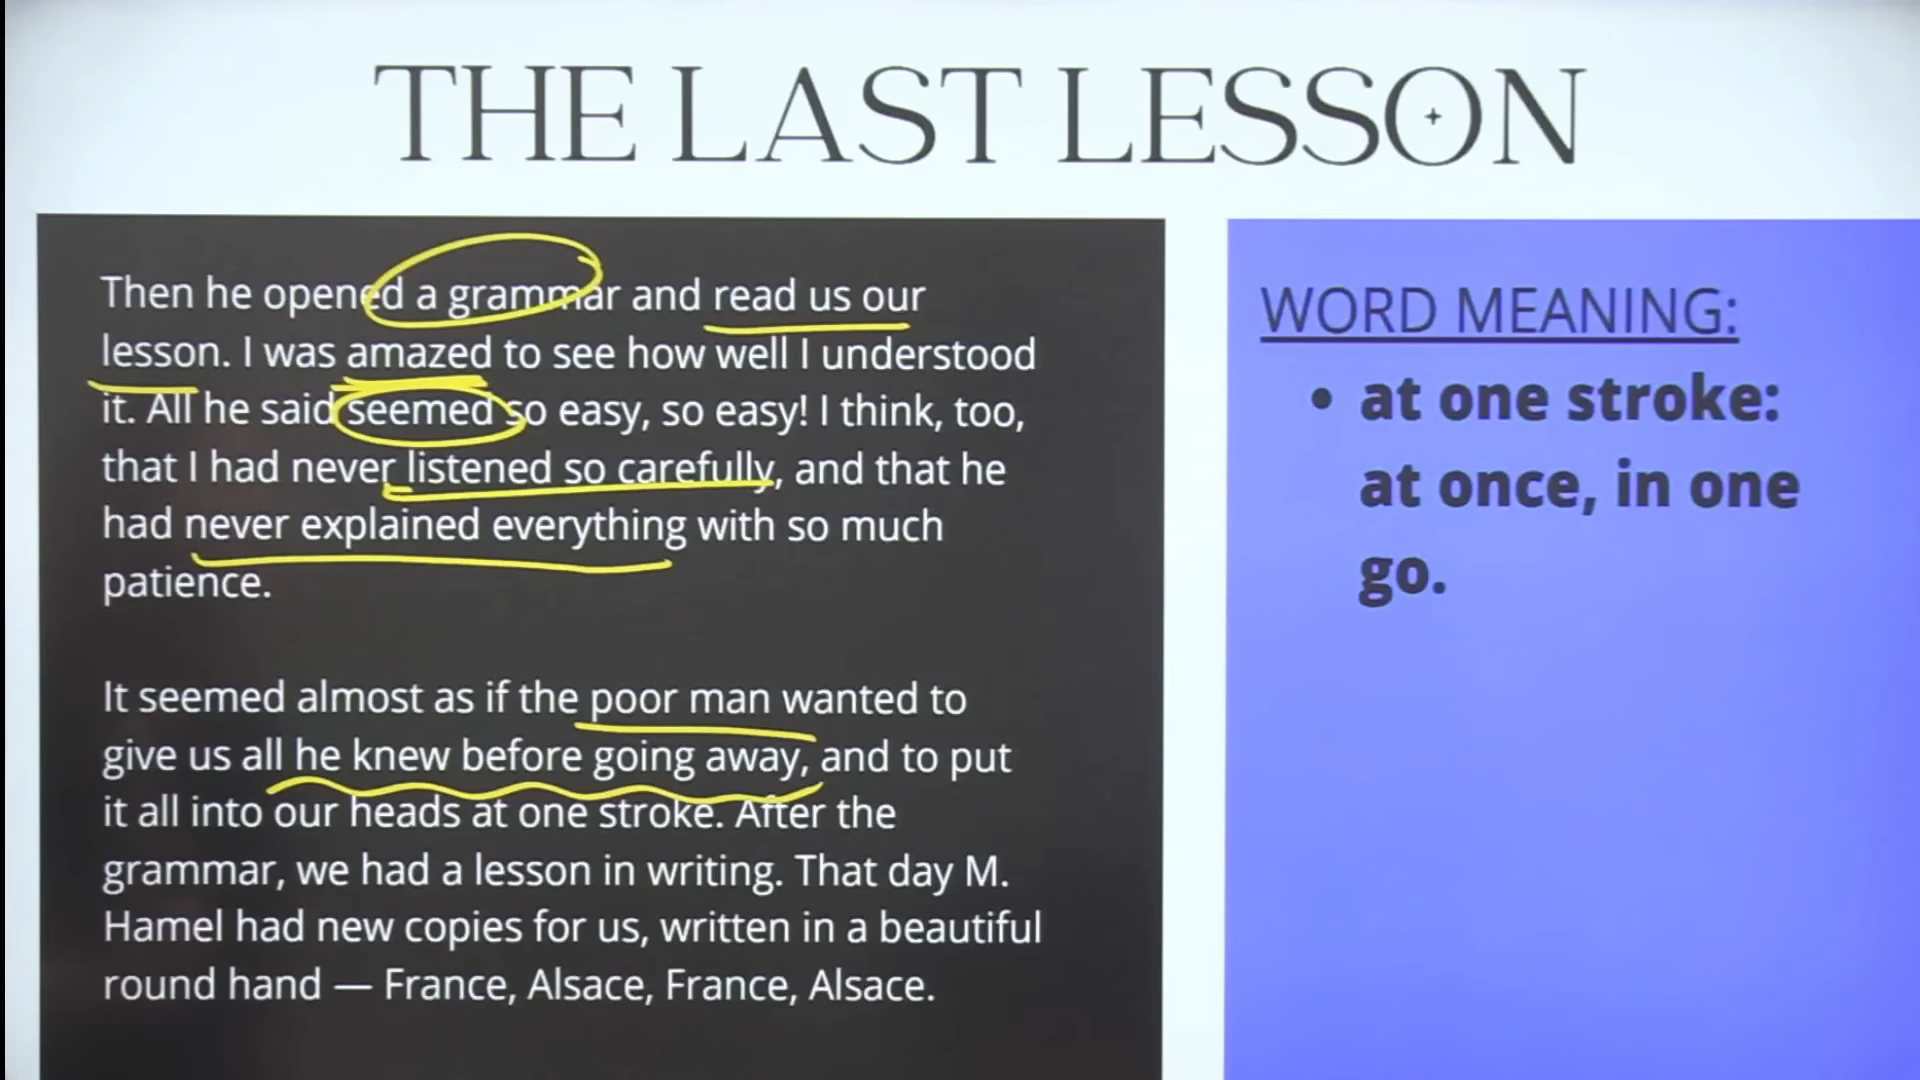 THE LAST LESSON
Then he opened a grammar and read us our
lesson. I was amazed to see how well I understood
it. All he said seemed so easy, so easy! I think, too,
that I had never listened so carefully, and that he
had never explained everything with so much
patience.
It seemed almost as if the poor man wanted to
give us all he knew before going away, and to put
it all into our heads at one stroke. After the
grammar, we had a lesson in writing. That day M.
Hamel had new copies for us, written in a beautiful
round hand — France, Alsace, France, Alsace.
WORD MEANING:
• at one stroke:
at once, in one
go.